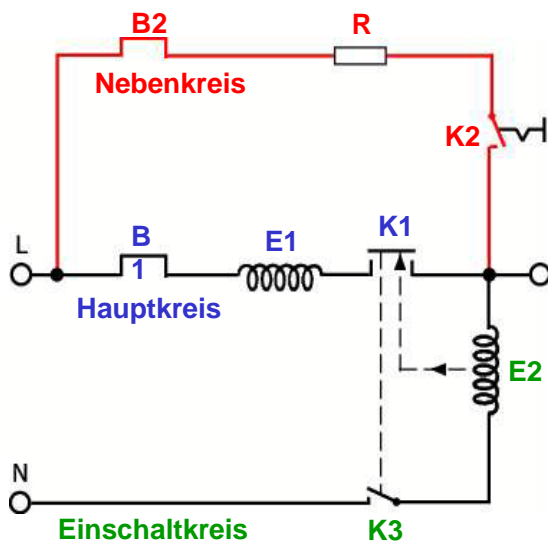 B2
R
Nebenkreis
K2
L
B
1
E1
K1
Hauptkreis
E2
N
Einschaltkreis
K3